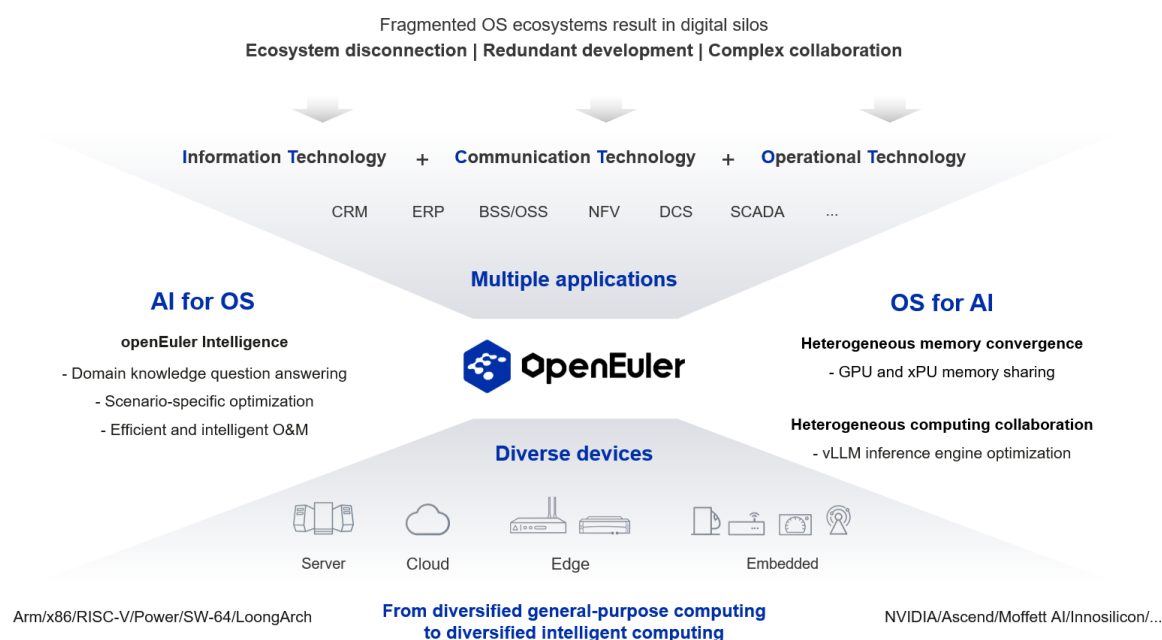 Fragmented OS ecosystems result in digital silos
Ecosystem disconnection | Redundant development | Complex collaboration
Information Technology + Communication Technology + Operational Technology
CRM ERP BSS/OSS NFV DCS SCADA ...
Multiple applications
AI for OS
openEuler Intelligence
- Domain knowledge question answering
- Scenario-specific optimization
- Efficient and intelligent O&M
OpenEuler
OS for AI
Heterogeneous memory convergence
- GPU and xPU memory sharing
Heterogeneous computing collaboration
- vLLM inference engine optimization
Diverse devices
Server Cloud Edge Embedded
Arm/x86/RISC-V/Power/SW-64/LoongArch
From diversified general-purpose computing
to diversified intelligent computing
NVIDIA/Ascend/Moffett AI/Innosilicon/...